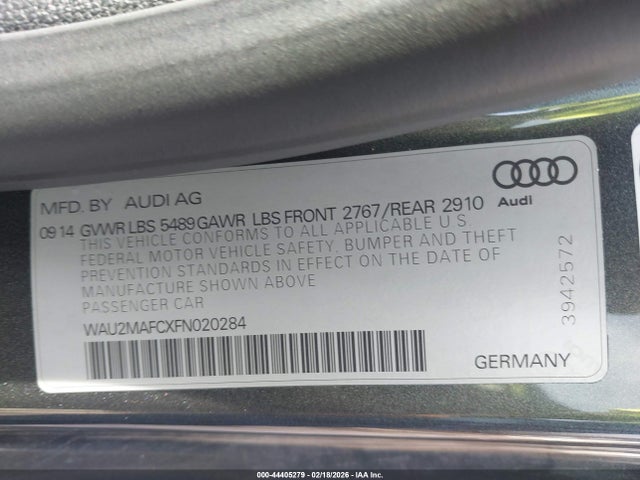 MFD. BY AUDI AG
Audi
09 14 GVWR LBS 5489 GAWR LBS FRONT 2767/REAR 2910
THIS VEHICLE CONFORMS TO ALL APPLICABLE U S
FEDERAL MOTOR VEHICLE SAFETY, BUMPER AND THEFT
PREVENTION STANDARDS IN EFFECT ON THE DATE OF
MANUFACTURE SHOWN ABOVE
PASSENGER CAR
WAU2MAFCXFN020284
3942572
GERMANY
000-44405279 - 02/18/2026 - IAA Inc.